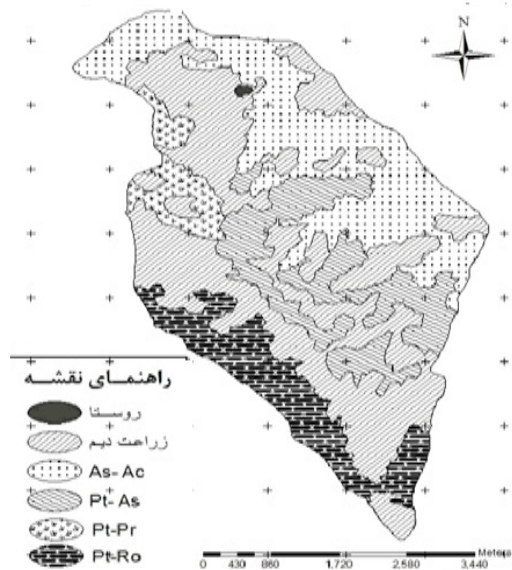 N
راهنمای نقشه
روستا
زراعت دیم
As-Ac
Pt-As
Pt-Pr
Pt-Ro
Meters
0 430 860 1,720 2,580 3,440